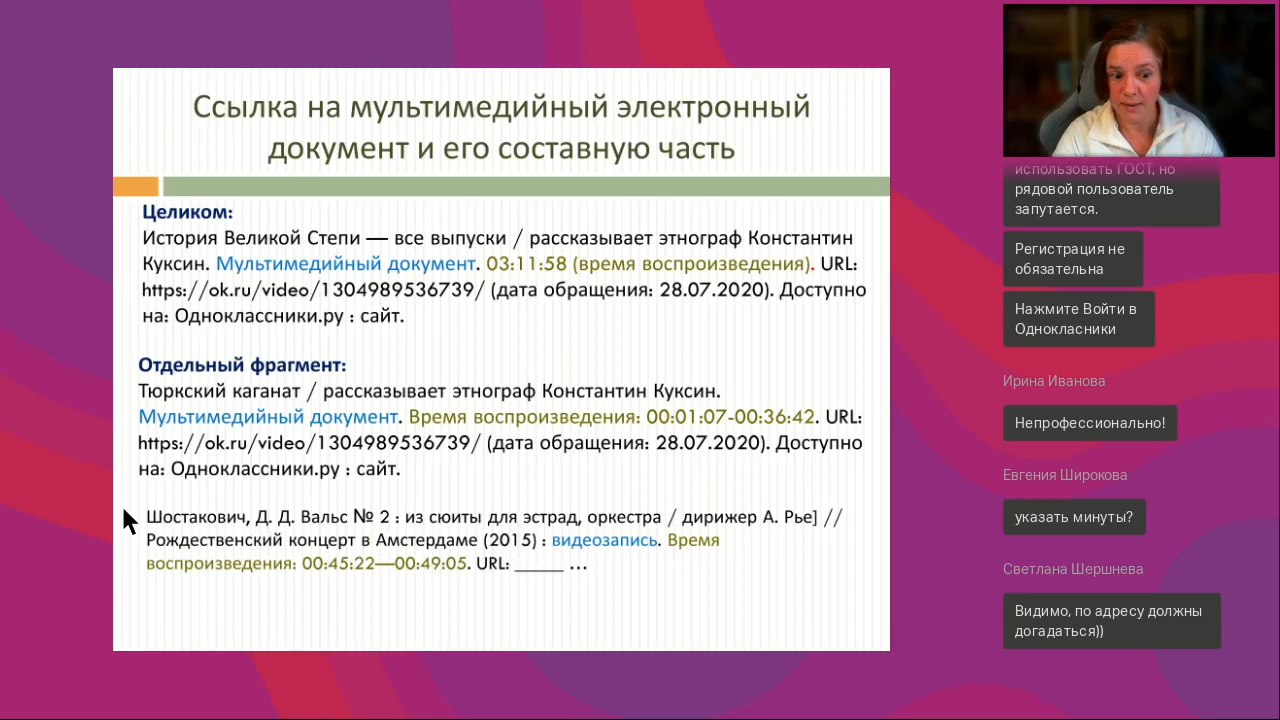 Ссылка на мультимедийный электронный
документ и его составную часть
Целиком:
История Великой Степи — все выпуски / рассказывает этнограф Константин
Куксин. Мультимедийный документ. 03:11:58 (время воспроизведения). URL:
https://ok.ru/video/1304989536739/ (дата обращения: 28.07.2020). Доступно
на: Одноклассники.ру : сайт.
Отдельный фрагмент:
Тюркский каганат / рассказывает этнограф Константин Куксин.
Мультимедийный документ. Время воспроизведения: 00:01:07-00:36:42. URL:
https://ok.ru/video/1304989536739/ (дата обращения: 28.07.2020). Доступно
на: Одноклассники.ру : сайт.
Шостакович, Д. Д. Вальс № 2 : из сюиты для эстрад, оркестра / дирижер А. Рье] //
Рождественский концерт в Амстердаме (2015) : видеозапись. Время
воспроизведения: 00:45:22—00:49:05. URL: _____ ...
использовать ГОСТ, но
рядовой пользователь
запутается.
Регистрация не
обязательна
Нажмите Войти в
Однокласники
Ирина Иванова
Непрофессионально!
Евгения Широкова
указать минуты?
Светлана Шершнева
Видимо, по адресу должны
догадаться))